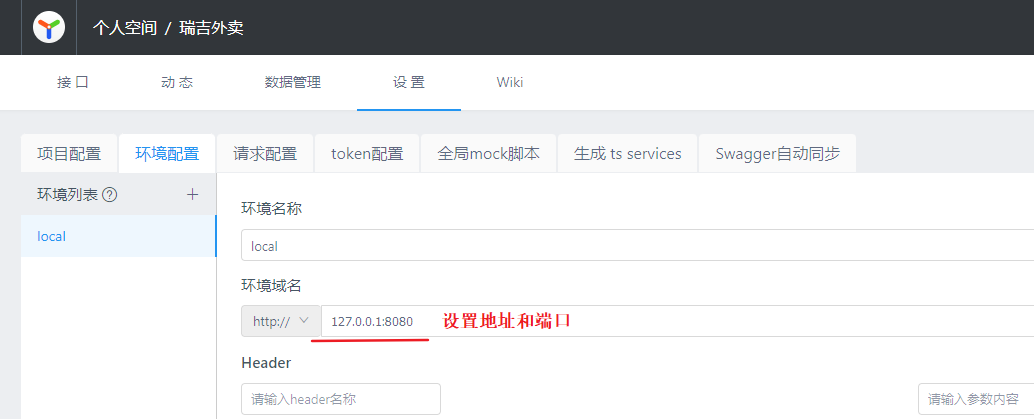 个人空间 / 瑞吉外卖
接口 动态 数据管理 设置 Wiki
项目配置 环境配置 请求配置 token配置 全局mock脚本 生成 ts services Swagger自动同步
环境列表 ? +
local
环境名称
local
环境域名
http:// 127.0.0.1:8080 设置地址和端口
Header
请输入header名称 请输入参数内容